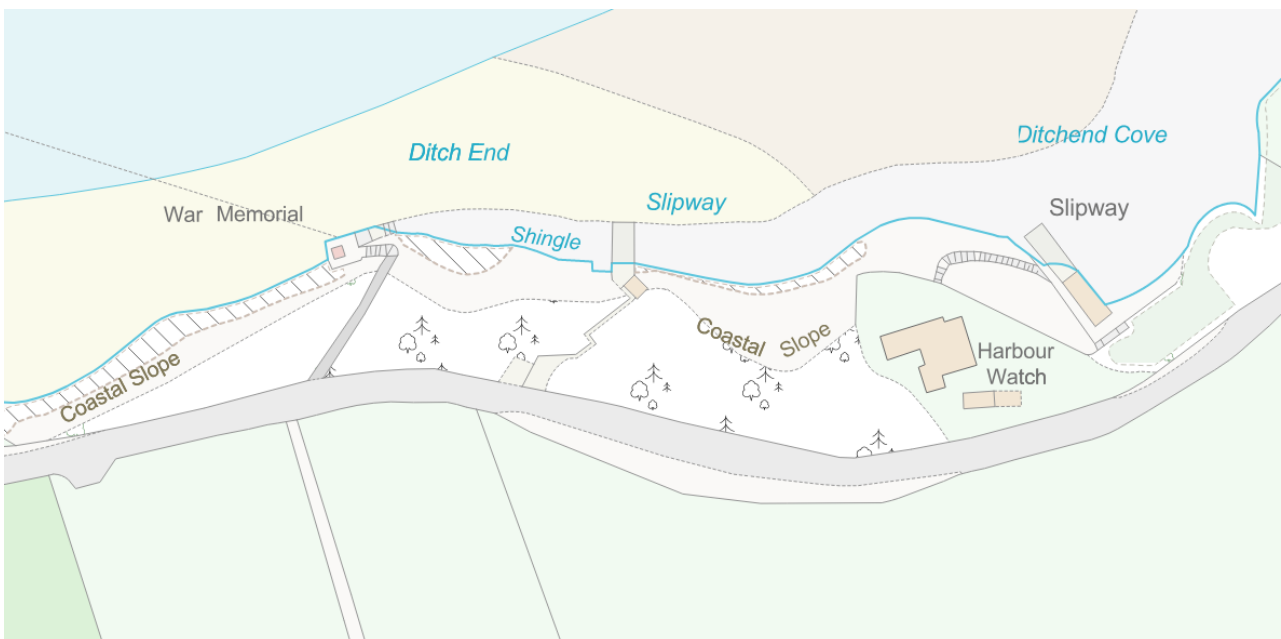 Ditchend Cove
Ditch End
Slipway
War Memorial
Slipway
Shingle
Coastal Slope
Coastal Slope
Harbour
Watch